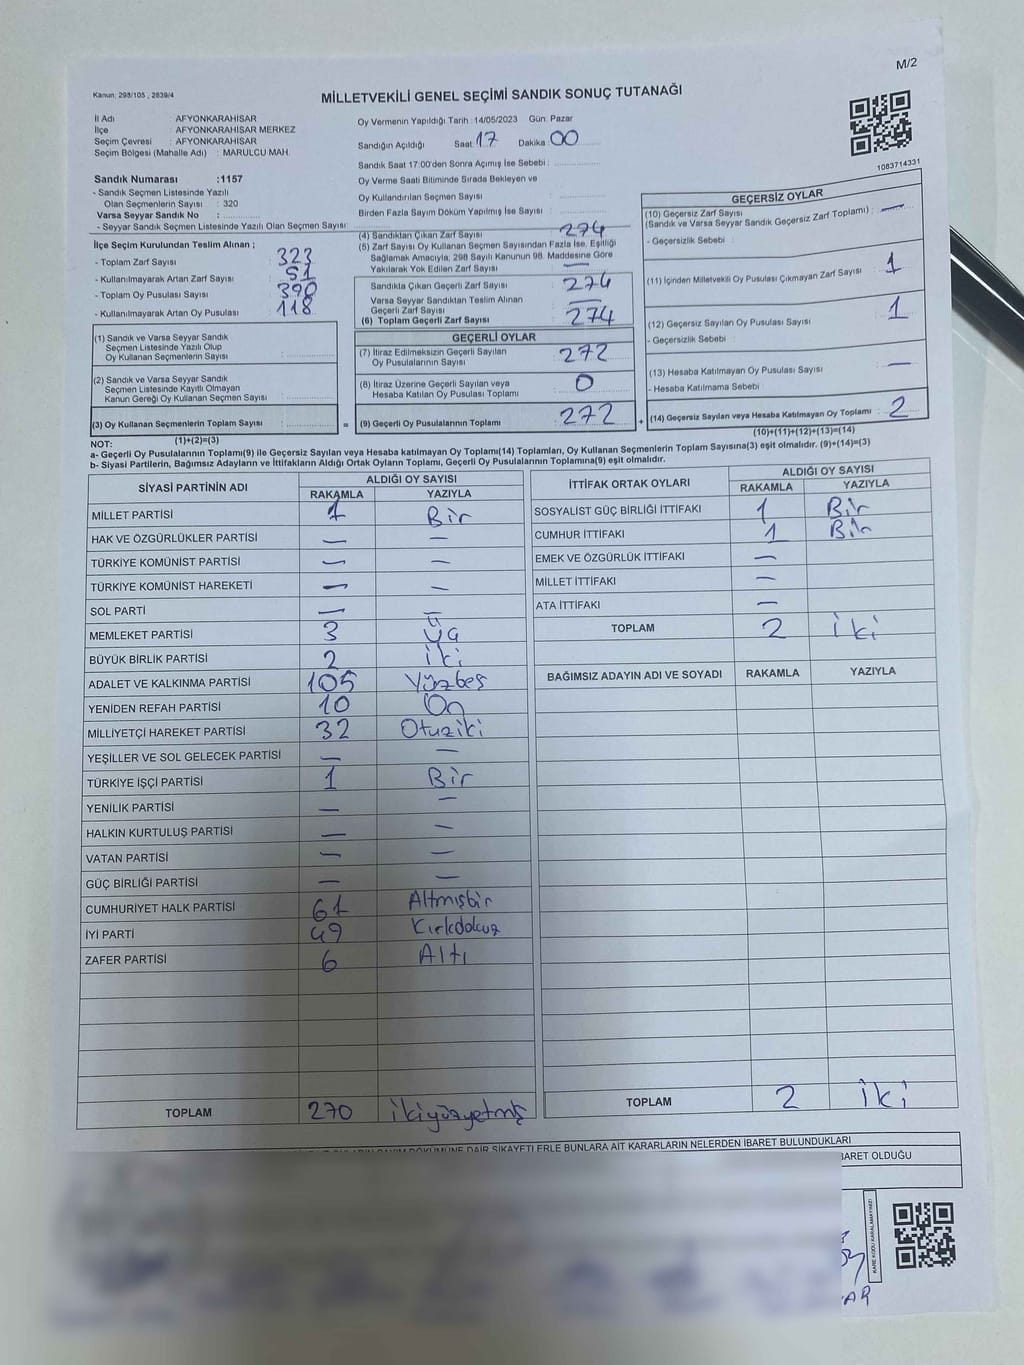 M/2
Kanun: 298/105 , 2839/4
MİLLETVEKİLİ GENEL SEÇİMİ SANDIK SONUÇ TUTANAĞI
İl Adı : AFYONKARAHİSAR
İlçe : AFYONKARAHİSAR MERKEZ
Seçim Çevresi : AFYONKARAHİSAR
Seçim Bölgesi (Mahalle Adı) : MARULCU MAH.
Sandık Numarası :1157
- Sandık Seçmen Listesinde Yazılı
Olan Seçmenlerin Sayısı : 320
Varsa Seyyar Sandık No :
- Seyyar Sandık Seçmen Listesinde Yazılı Olan Seçmen Sayısı:
Oy Vermenin Yapıldığı Tarih : 14/05/2023 Gün: Pazar
Sandığın Açıldığı Saat: 17 Dakika: 00
Sandık Saat 17:00'den Sonra Açımış İse Sebebi :
Oy Verme Saati Bitiminde Sırada Bekleyen ve
Oy Kullandırılan Seçmen Sayısı :
Birden Fazla Sayım Döküm Yapılmış İse Sayısı :
1083714331
İlçe Seçim Kurulundan Teslim Alınan ;
- Toplam Zarf Sayısı : 323
- Kullanılmayarak Artan Zarf Sayısı : 51
- Toplam Oy Pusulası Sayısı : 390
- Kullanılmayarak Artan Oy Pusulası : 118
(1) Sandık ve Varsa Seyyar Sandık
Seçmen Listesinde Yazılı Olup
Oy Kullanan Seçmenlerin Sayısı :
(2) Sandık ve Varsa Seyyar Sandık
Seçmen Listesinde Kayıtlı Olmayan
Kanun Gereği Oy Kullanan Seçmen Sayısı :
(3) Oy Kullanan Seçmenlerin Toplam Sayısı :
(1)+(2)=(3)
(4) Sandıktan Çıkan Zarf Sayısı : 274
(5) Zarf Sayısı Oy Kullanan Seçmen Sayısından Fazla İse, Eşitliği
Sağlamak Amacıyla, 298 Sayılı Kanunun 98. Maddesine Göre
Yakılarak Yok Edilen Zarf Sayısı : —
Sandıkta Çıkan Geçerli Zarf Sayısı : 274
Varsa Seyyar Sandıktan Teslim Alınan
Geçerli Zarf Sayısı : —
(6) Toplam Geçerli Zarf Sayısı : 274
GEÇERLİ OYLAR
(7) İtiraz Edilmeksizin Geçerli Sayılan
Oy Pusulalarının Sayısı : 272
(8) İtiraz Üzerine Geçerli Sayılan veya
Hesaba Katılan Oy Pusulası Toplamı : 0
= (9) Geçerli Oy Pusulalarının Toplamı : 272
GEÇERSİZ OYLAR
(10) Geçersiz Zarf Sayısı
(Sandık ve Varsa Seyyar Sandık Geçersiz Zarf Toplamı) : —
- Geçersizlik Sebebi :
(11) İçinden Milletvekili Oy Pusulası Çıkmayan Zarf Sayısı : 1
(12) Geçersiz Sayılan Oy Pusulası Sayısı : 1
- Geçersizlik Sebebi :
(13) Hesaba Katılmayan Oy Pusulası Sayısı : —
- Hesaba Katılmama Sebebi :
+ (14) Geçersiz Sayılan veya Hesaba Katılmayan Oy Toplamı : 2
(10)+(11)+(12)+(13)=(14)
NOT:
a- Geçerli Oy Pusulalarının Toplamı(9) ile Geçersiz Sayılan veya Hesaba katılmayan Oy Toplamı(14) Toplamları, Oy Kullanan Seçmenlerin Toplam Sayısına(3) eşit olmalıdır. (9)+(14)=(3)
b- Siyasi Partilerin, Bağımsız Adayların ve İttifakların Aldığı Ortak Oyların Toplamı, Geçerli Oy Pusulalarının Toplamına(9) eşit olmalıdır.
SİYASİ PARTİNİN ADI ALDIĞI OY SAYISI
RAKAMLA YAZIYLA
MİLLET PARTİSİ 1 Bir
HAK VE ÖZGÜRLÜKLER PARTİSİ — —
TÜRKİYE KOMÜNİST PARTİSİ — —
TÜRKİYE KOMÜNİST HAREKETİ — —
SOL PARTİ — —
MEMLEKET PARTİSİ 3 Üç
BÜYÜK BİRLİK PARTİSİ 2 iki
ADALET VE KALKINMA PARTİSİ 105 Yüzbeş
YENİDEN REFAH PARTİSİ 10 On
MİLLİYETÇİ HAREKET PARTİSİ 32 Otuziki
YEŞİLLER VE SOL GELECEK PARTİSİ — —
TÜRKİYE İŞÇİ PARTİSİ 1 Bir
YENİLİK PARTİSİ — —
HALKIN KURTULUŞ PARTİSİ — —
VATAN PARTİSİ — —
GÜÇ BİRLİĞİ PARTİSİ — —
CUMHURİYET HALK PARTİSİ 61 Altmışbir
İYİ PARTİ 49 Kırkdokuz
ZAFER PARTİSİ 6 Altı
TOPLAM 270 ikiyüzyetmiş
İTTİFAK ORTAK OYLARI ALDIĞI OY SAYISI
RAKAMLA YAZIYLA
SOSYALİST GÜÇ BİRLİĞİ İTTİFAKI 1 Bir
CUMHUR İTTİFAKI 1 Bir
EMEK VE ÖZGÜRLÜK İTTİFAKI —
MİLLET İTTİFAKI —
ATA İTTİFAKI —
TOPLAM 2 iki
BAĞIMSIZ ADAYIN ADI VE SOYADI RAKAMLA YAZIYLA
TOPLAM 2 iki
DAİR ŞİKAYETLERLE BUNLARA AİT KARARLARIN NELERDEN İBARET BULUNDUKLARI
OLDUĞU
KARE KODU KARALAMAYINIZ!